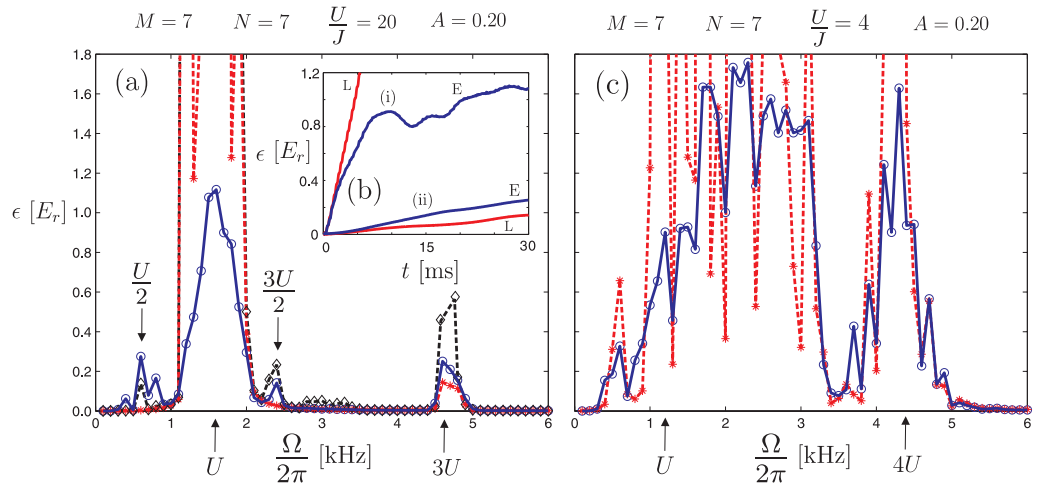 M = 7 N = 7 U/J = 20 A = 0.20
M = 7 N = 7 U/J = 4 A = 0.20
(a)
1.8
1.6
1.4
1.2
1.0
0.8
0.6
0.4
0.2
0.0
ϵ [E_r]
U/2
3U/2
0 1 2 3 4 5 6
U
Ω/2π [kHz]
3U
(b)
1.2
0.8
0.4
0
ϵ [E_r]
L
(i)
E
(ii)
E
L
0 15 30
t [ms]
(c)
0 1 2 3 4 5 6
U
Ω/2π [kHz]
4U